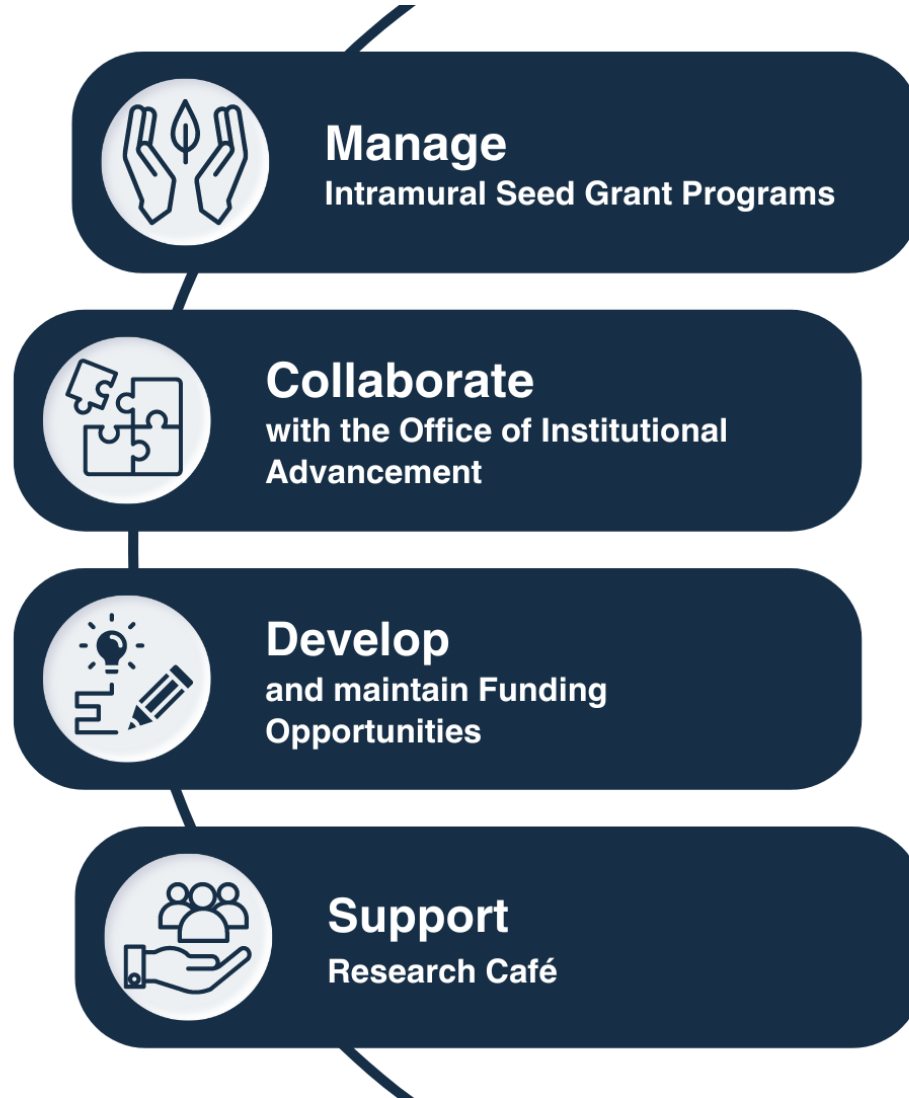 Manage
Intramural Seed Grant Programs
Collaborate
with the Office of Institutional
Advancement
Develop
and maintain Funding
Opportunities
Support
Research Café